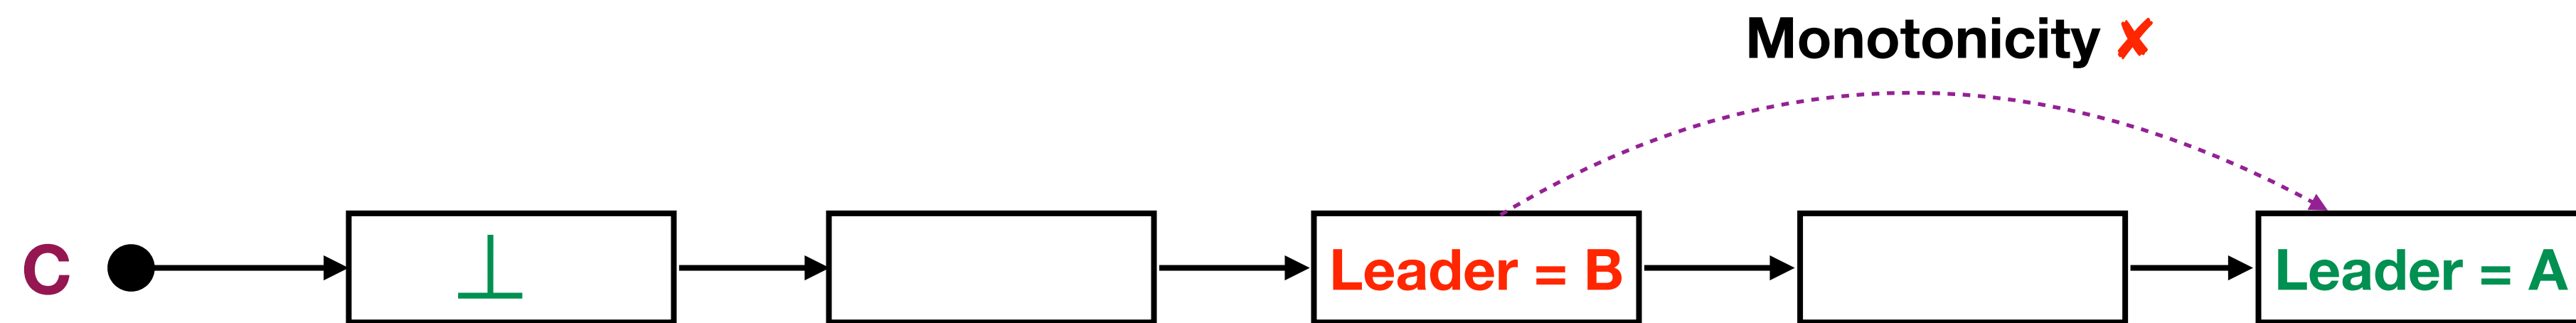 Monotonicity ✘
C
⊥
Leader = B
Leader = A